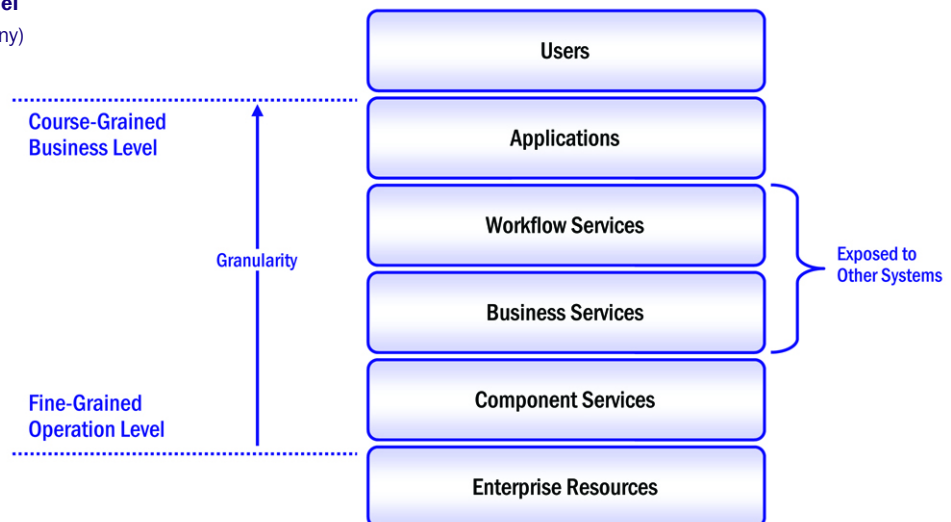 Users
Course-Grained
Business Level
Applications
Workflow Services
Granularity
Exposed to
Other Systems
Business Services
Fine-Grained
Operation Level
Component Services
Enterprise Resources